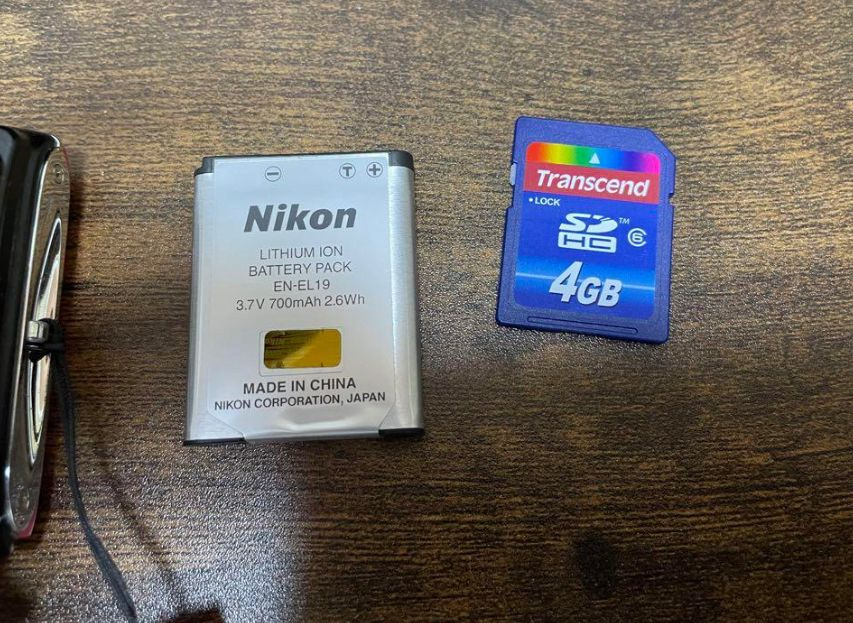 Nikon
LITHIUM ION
BATTERY PACK
EN-EL19
3.7V 700mAh 2.6Wh
MADE IN CHINA
NIKON CORPORATION, JAPAN
− T +
Transcend
• LOCK
SD HC ™ 6
4GB